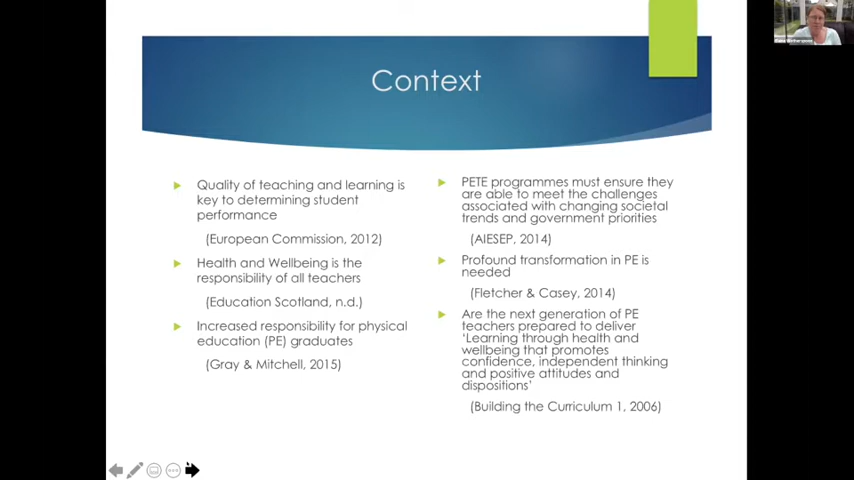 Context
Quality of teaching and learning is
key to determining student
performance
(European Commission, 2012)
Health and Wellbeing is the
responsibility of all teachers
(Education Scotland, n.d.)
Increased responsibility for physical
education (PE) graduates
(Gray & Mitchell, 2015)
PETE programmes must ensure they
are able to meet the challenges
associated with changing societal
trends and government priorities
(AIESEP, 2014)
Profound transformation in PE is
needed
(Fletcher & Casey, 2014)
Are the next generation of PE
teachers prepared to deliver
‘Learning through health and
wellbeing that promotes
confidence, independent thinking
and positive attitudes and
dispositions’
(Building the Curriculum 1, 2006)